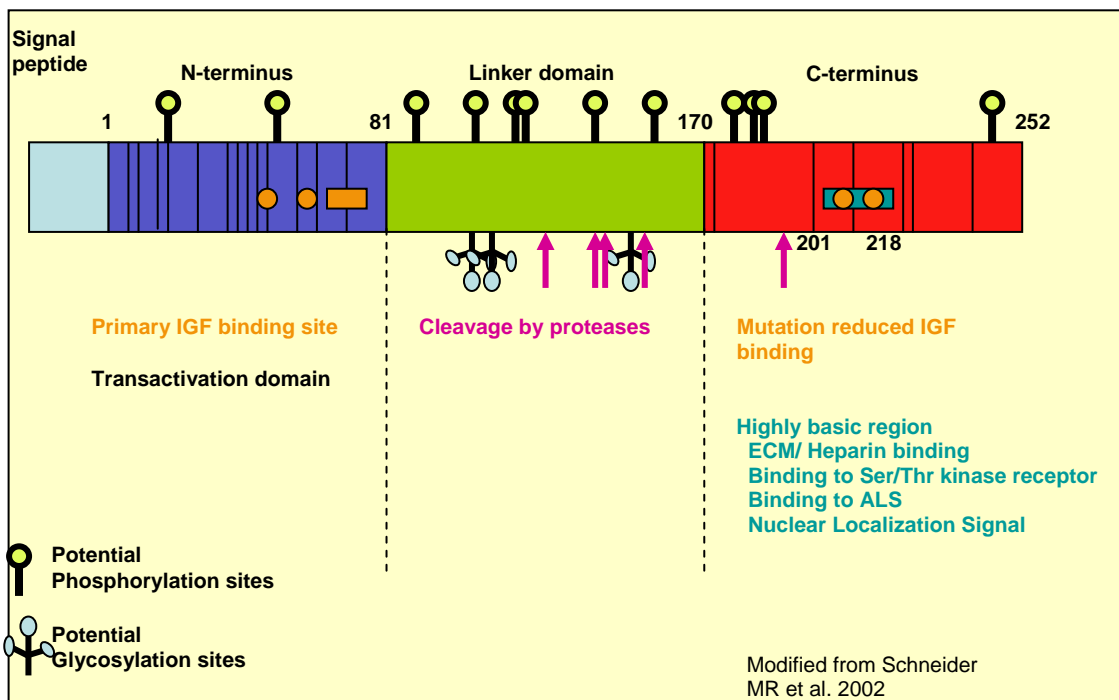 Signal
peptide
N-terminus
Linker domain
C-terminus
1
81
170
252
201
218
Primary IGF binding site
Transactivation domain
Cleavage by proteases
Mutation reduced IGF
binding
Highly basic region
ECM/ Heparin binding
Binding to Ser/Thr kinase receptor
Binding to ALS
Nuclear Localization Signal
Potential
Phosphorylation sites
Potential
Glycosylation sites
Modified from Schneider
MR et al. 2002